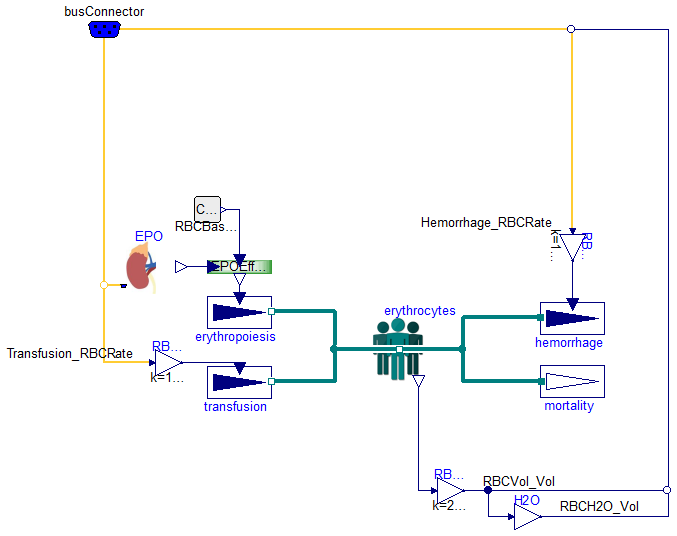 busConnector
Hemorrhage_RBCRate
RB...
k=1...
C...
RBCBas...
EPO
EPOEff...
erythropoiesis
erythrocytes
hemorrhage
Transfusion_RBCRate
RB...
k=1...
transfusion
mortality
RB...
k=2...
RBCVol_Vol
H2O
RBCH2O_Vol